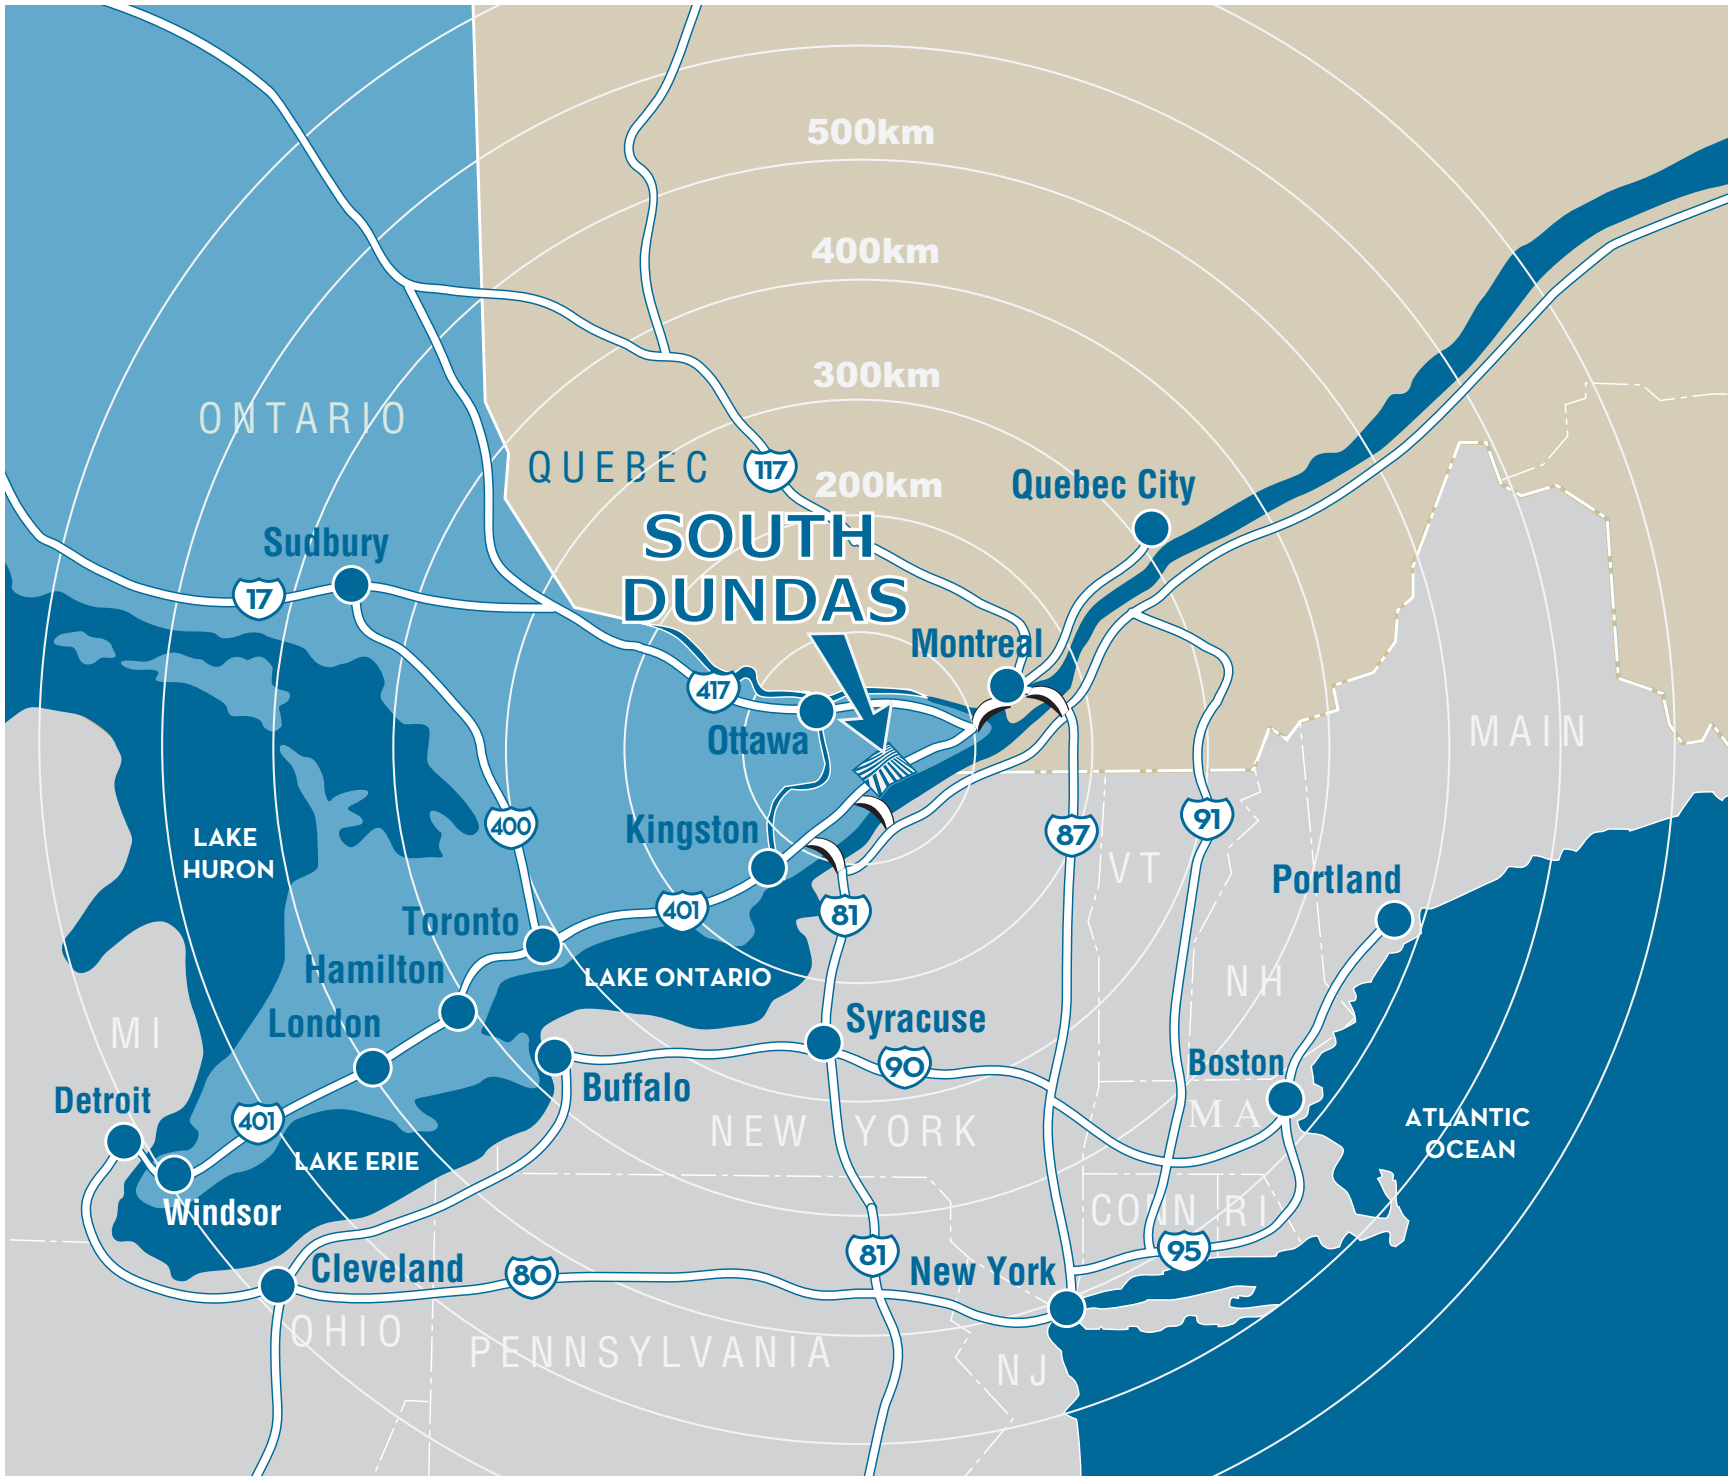 500km
400km
300km
ONTARIO
QUEBEC
117
200km
Quebec City
SOUTH
DUNDAS
Sudbury
17
Montreal
417
Ottawa
MAIN
LAKE
HURON
400
Kingston
87
91
VT
Portland
401
81
Toronto
Hamilton
LAKE ONTARIO
NH
London
MI
Syracuse
90
Boston
Detroit
Buffalo
401
NEW YORK
MA
ATLANTIC
OCEAN
LAKE ERIE
Windsor
CONN
RI
95
81
Cleveland
80
New York
OHIO
PENNSYLVANIA
NJ